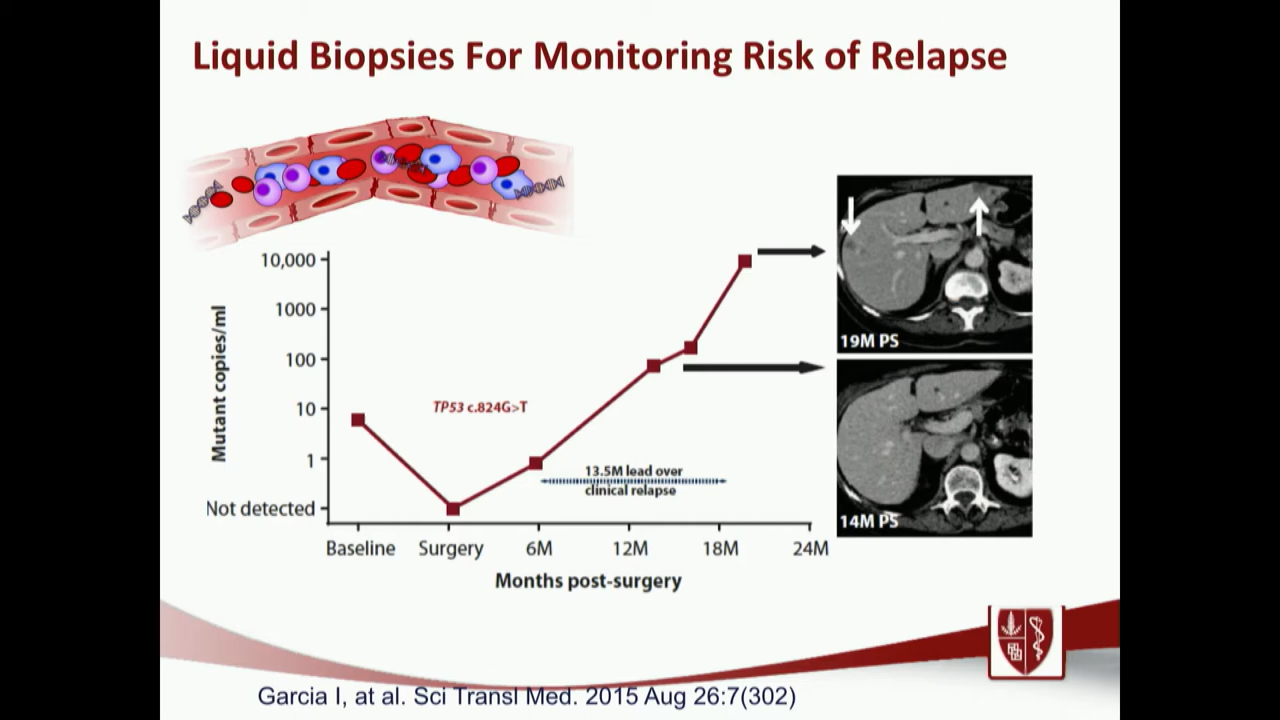 Liquid Biopsies For Monitoring Risk of Relapse
10,000
1000
100
10
1
Not detected
Mutant copies/ml
TP53 c.824G>T
13.5M lead over
clinical relapse
Baseline
Surgery
6M
12M
18M
24M
Months post-surgery
19M PS
14M PS
Garcia I, at al. Sci Transl Med. 2015 Aug 26:7(302)